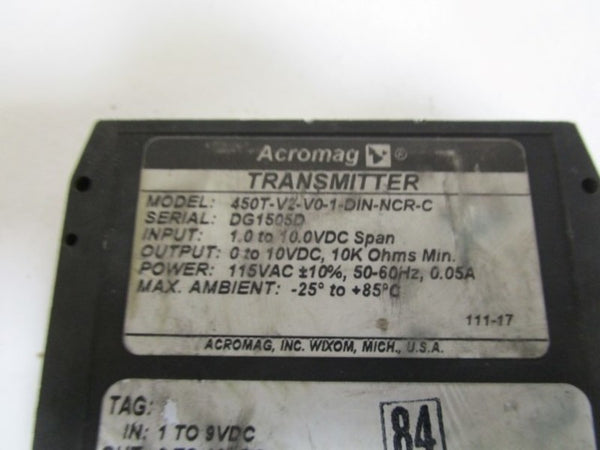 Acromag ®
TRANSMITTER
MODEL: 450T-V2-V0-1-DIN-NCR-C
SERIAL: DG1505D
INPUT: 1.0 to 10.0VDC Span
OUTPUT: 0 to 10VDC, 10K Ohms Min.
POWER: 115VAC ±10%, 50-60Hz, 0.05A
MAX. AMBIENT: -25° to +85°C
111-17
ACROMAG, INC. WIXOM, MICH., U.S.A.
TAG:
84
IN: 1 TO 9VDC